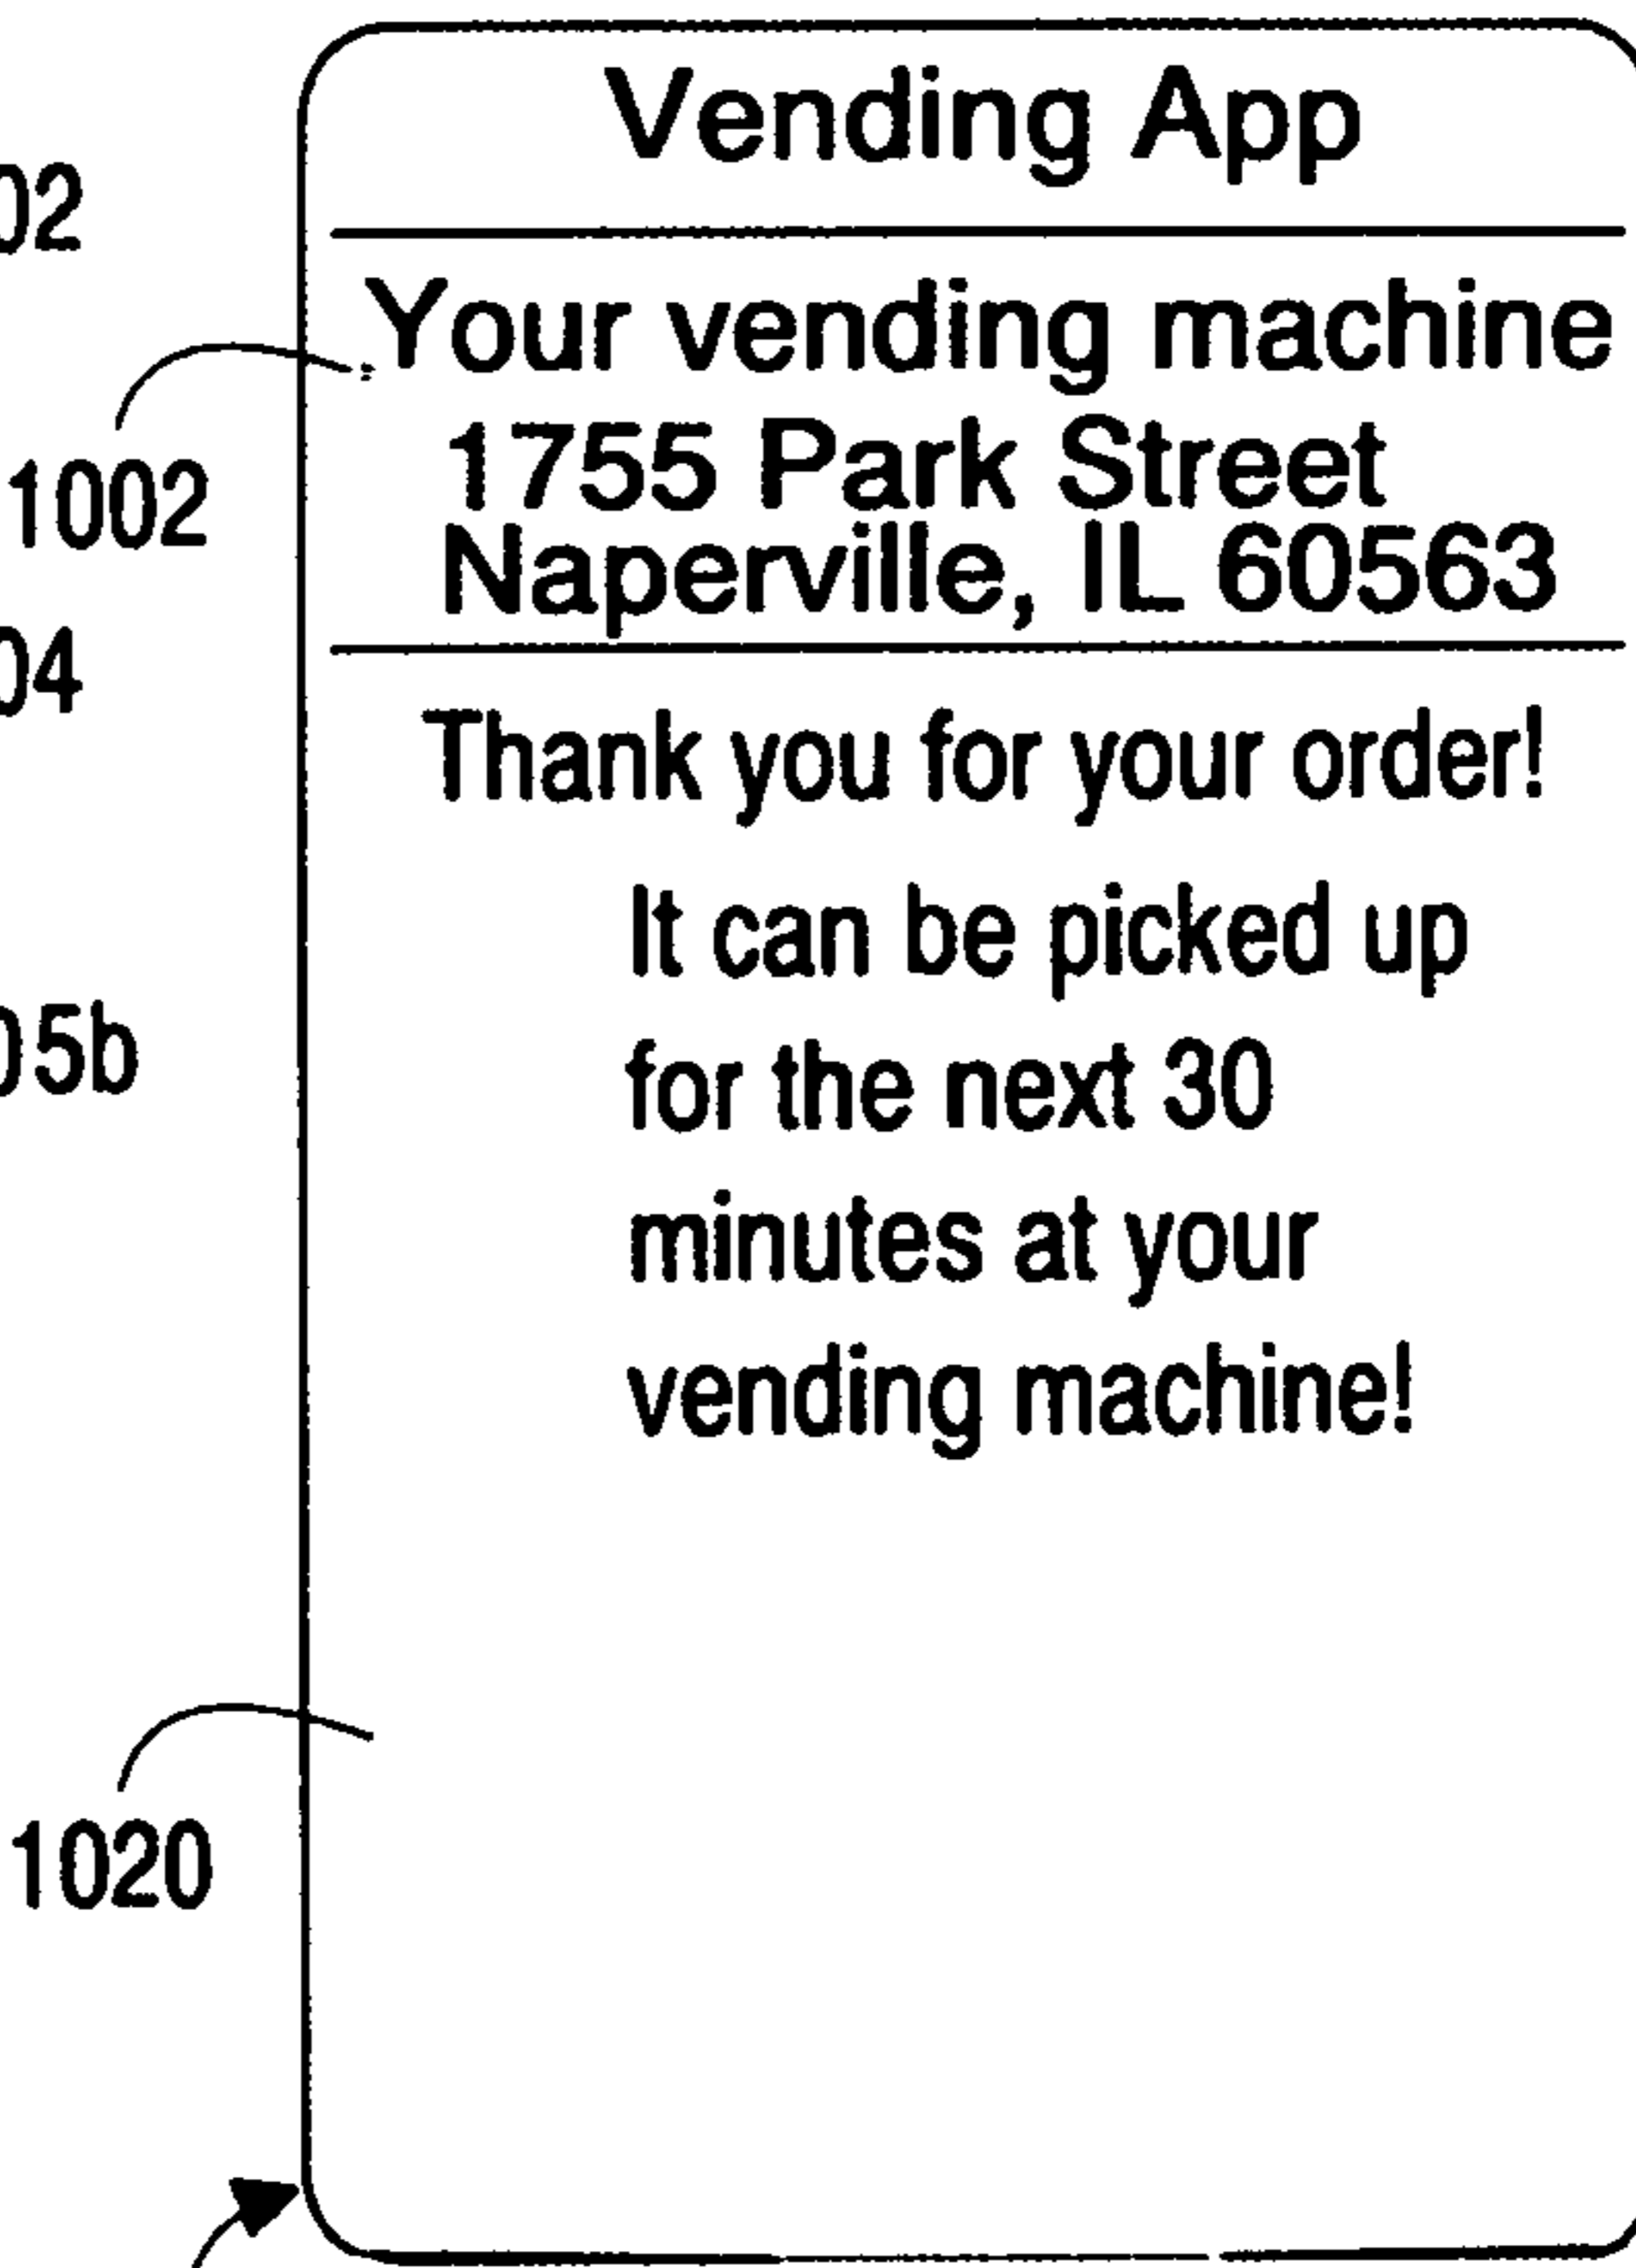 Vending App
02
Your vending machine
1002
1755 Park Street
Naperville, IL 60563
04
Thank you for your order!
It can be picked up
05b
for the next 30
minutes at your
vending machine!
1020